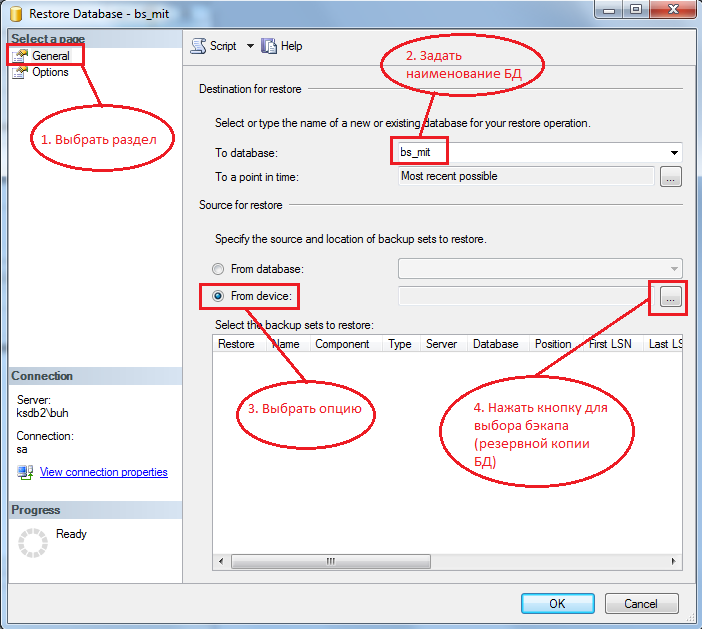 Restore Database - bs_mit
Select a page
General
Options
1. Выбрать раздел
Script
Help
2. Задать
наименование БД
Destination for restore
Select or type the name of a new or existing database for your restore operation.
To database:
bs_mit
To a point in time:
Most recent possible
...
Source for restore
Specify the source and location of backup sets to restore.
From database:
From device:
...
Select the backup sets to restore:
Restore Name Component Type Server Database Position First LSN Last LS
3. Выбрать опцию
4. Нажать кнопку для
выбора бэкапа
(резервной копии
БД)
Connection
Server:
ksdb2\buh
Connection:
sa
View connection properties
Progress
Ready
OK
Cancel